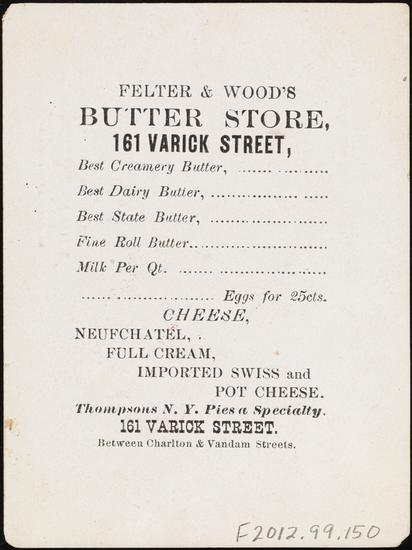 FELTER & WOOD'S
BUTTER STORE,
161 VARICK STREET,
Best Creamery Butter, ...... ..............
Best Dairy Butter, ..............................
Best State Butter, ..............................
Fine Roll Butter..................................
Milk Per Qt. ...... ..............................
...... ........................ Eggs for 25cts.
CHEESE,
NEUFCHATEL, .
FULL CREAM,
IMPORTED SWISS and
POT CHEESE.
Thompsons N. Y. Pies a Specialty.
161 VARICK STREET.
Between Charlton & Vandam Streets.
F2012.99.150